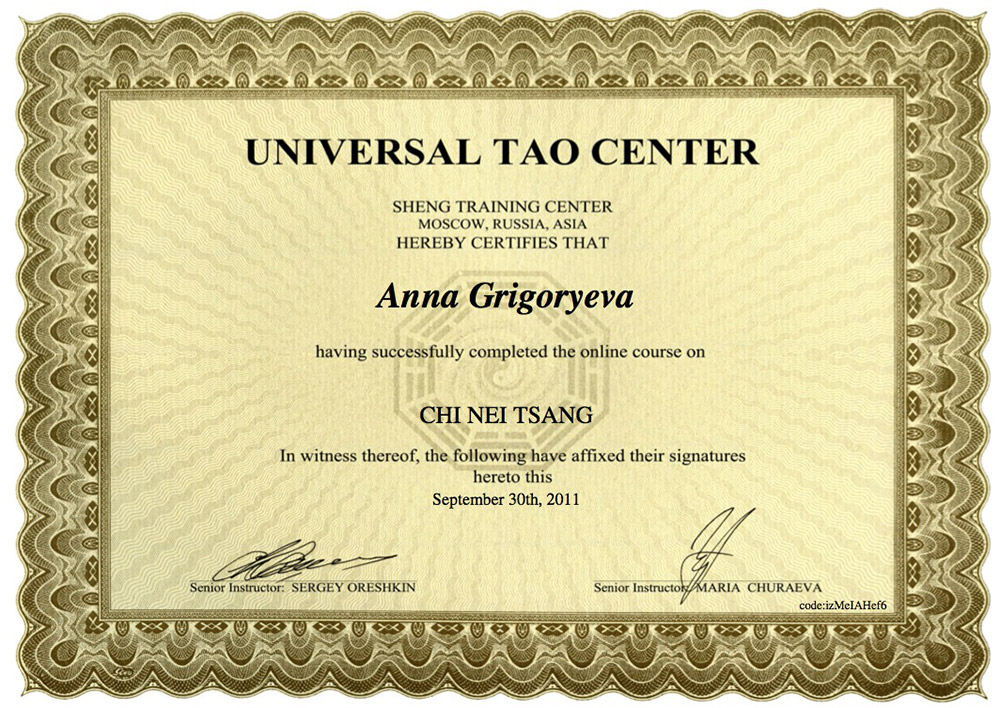 UNIVERSAL TAO CENTER
SHENG TRAINING CENTER
MOSCOW, RUSSIA, ASIA
HEREBY CERTIFIES THAT
Anna Grigoryeva
having successfully completed the online course on
CHI NEI TSANG
In witness thereof, the following have affixed their signatures
hereto this
September 30th, 2011
Senior Instructor: SERGEY ORESHKIN
Senior Instructor: MARIA CHURAEVA
code:izMeIAHef6